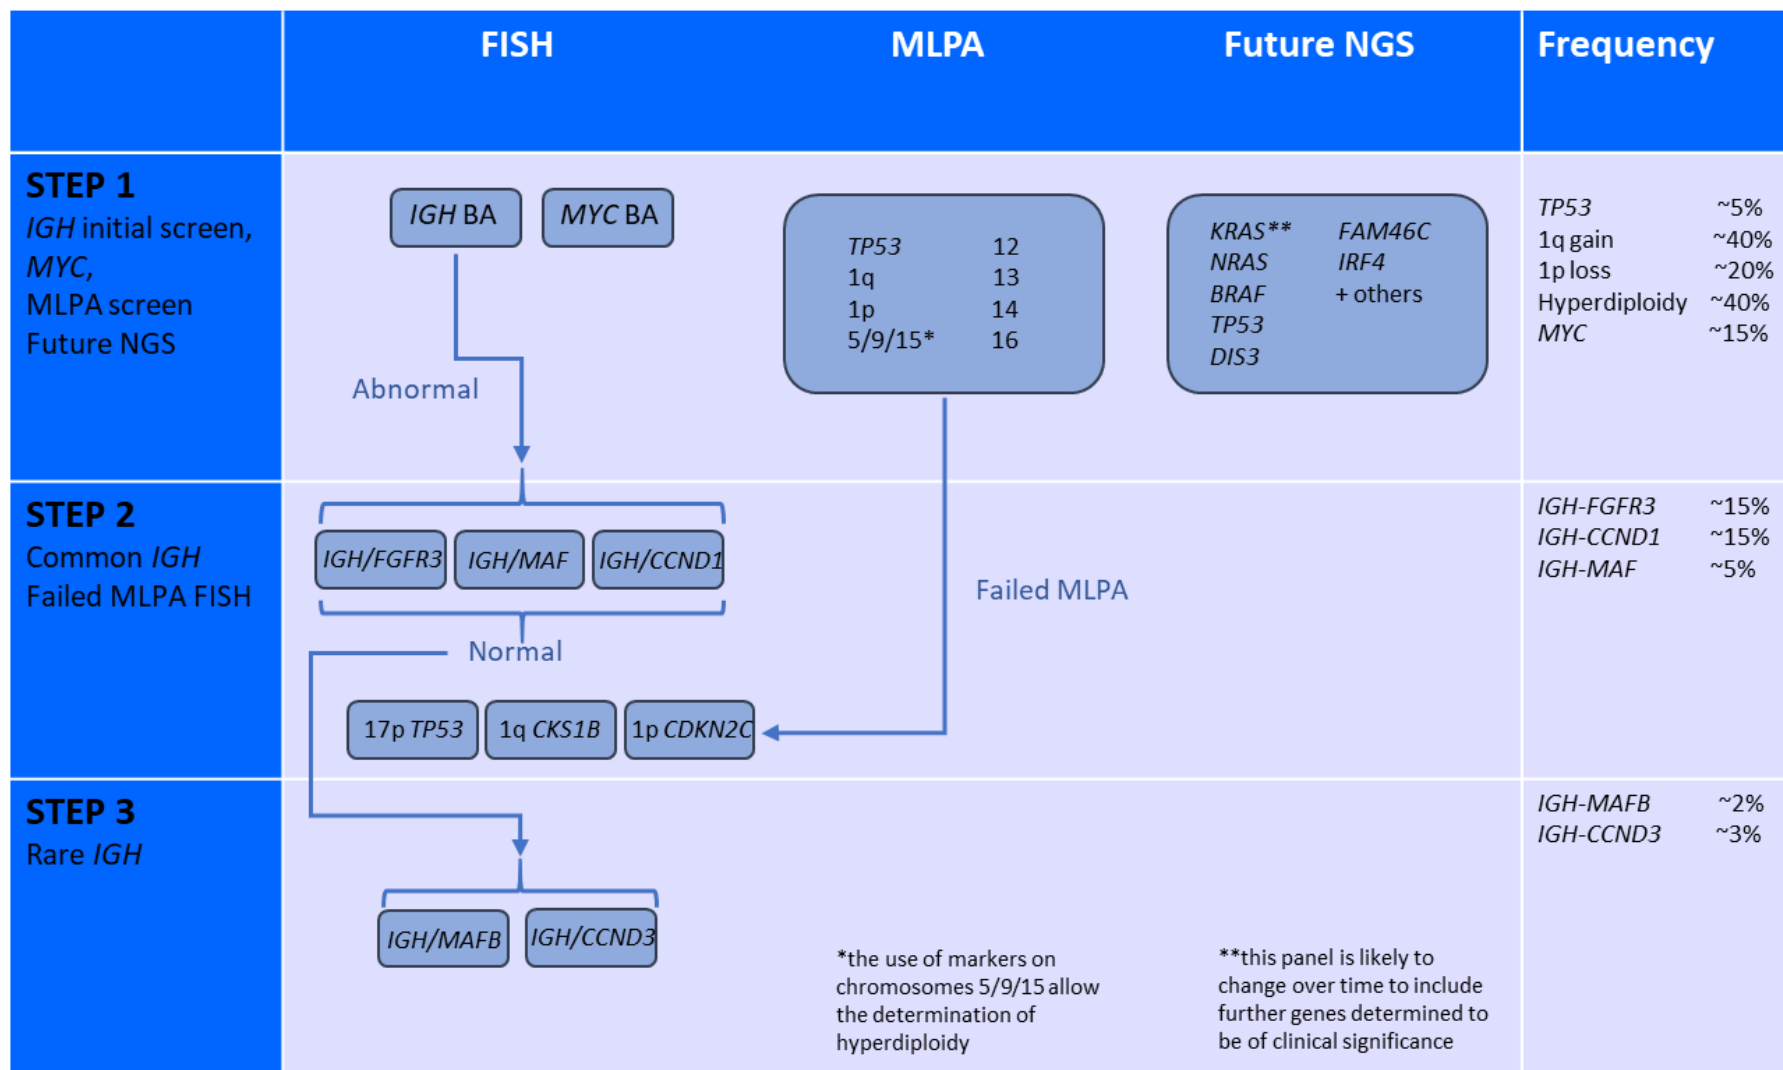 FISH
MLPA
Future NGS
Frequency
STEP 1
IGH initial screen,
MYC,
MLPA screen
Future NGS
IGH BA
MYC BA
Abnormal
TP53 12
1q 13
1p 14
5/9/15* 16
KRAS** FAM46C
NRAS IRF4
BRAF + others
TP53
DIS3
TP53 ~5%
1q gain ~40%
1p loss ~20%
Hyperdiploidy ~40%
MYC ~15%
STEP 2
Common IGH
Failed MLPA FISH
IGH/FGFR3
IGH/MAF
IGH/CCND1
Normal
17p TP53
1q CKS1B
1p CDKN2C
Failed MLPA
IGH-FGFR3 ~15%
IGH-CCND1 ~15%
IGH-MAF ~5%
STEP 3
Rare IGH
IGH/MAFB
IGH/CCND3
*the use of markers on
chromosomes 5/9/15 allow
the determination of
hyperdiploidy
**this panel is likely to
change over time to include
further genes determined to
be of clinical significance
IGH-MAFB ~2%
IGH-CCND3 ~3%